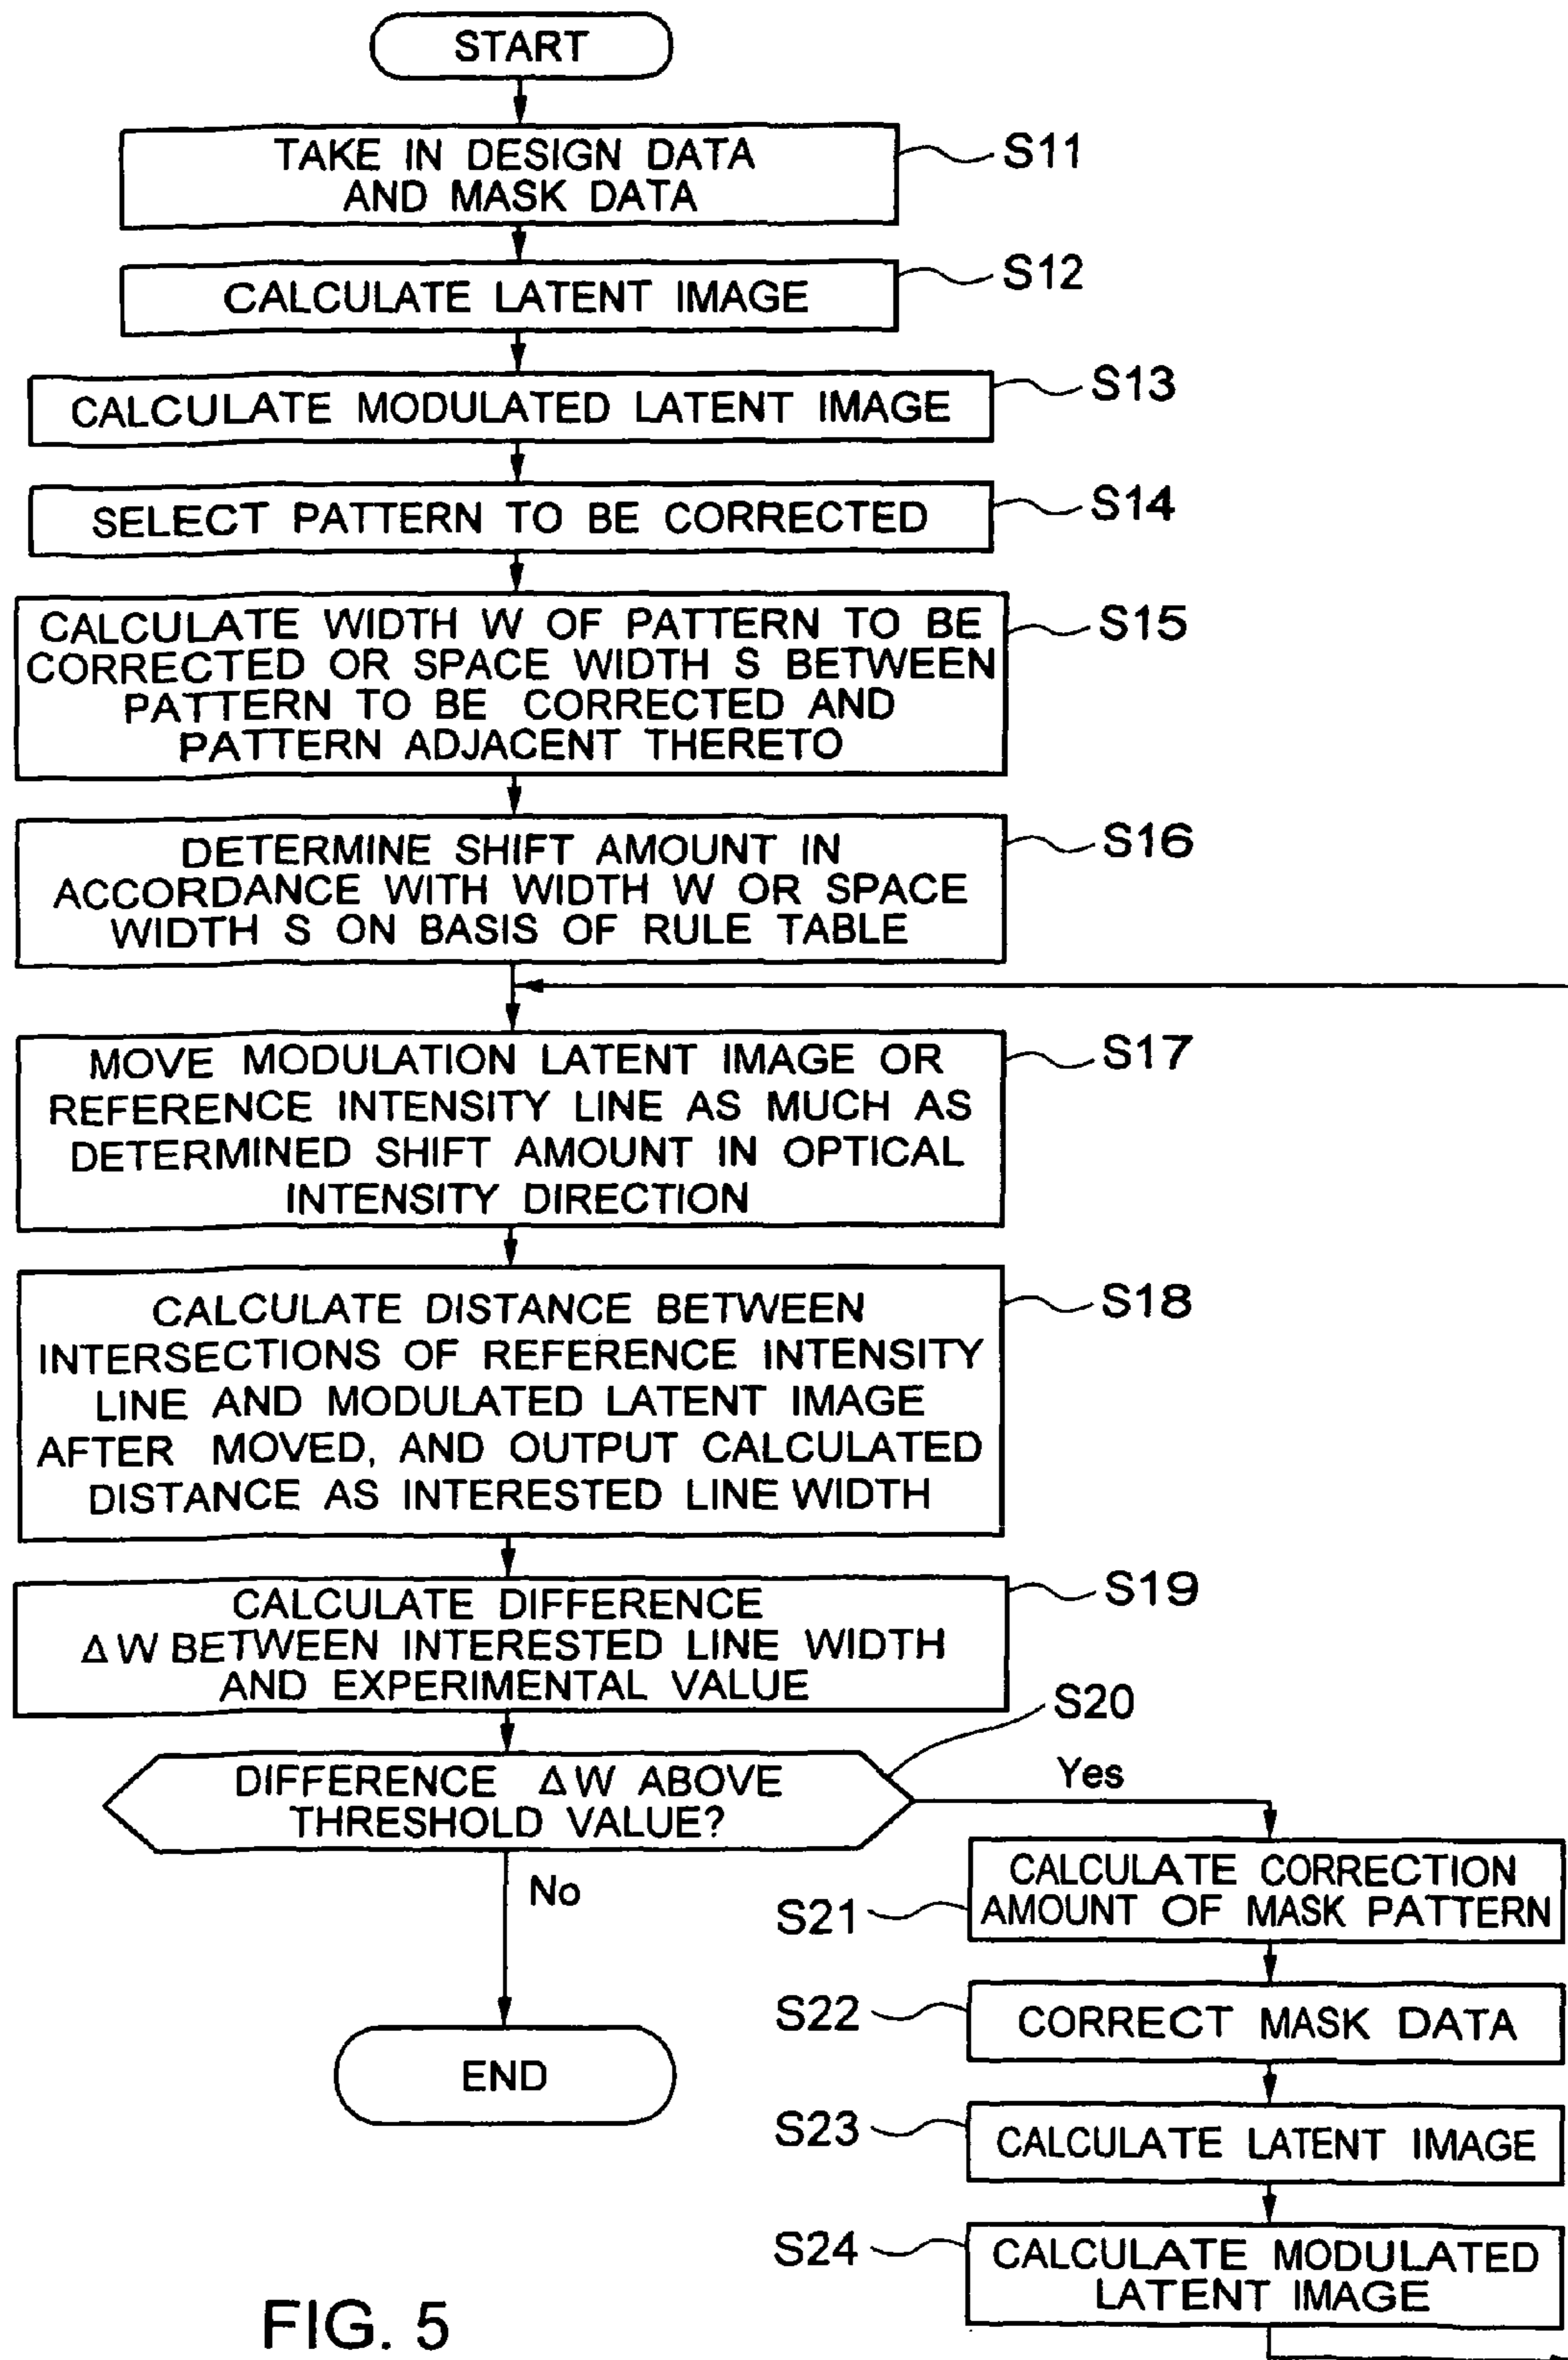 START
TAKE IN DESIGN DATA
AND MASK DATA
S11
CALCULATE LATENT IMAGE
S12
CALCULATE MODULATED LATENT IMAGE
S13
SELECT PATTERN TO BE CORRECTED
S14
CALCULATE WIDTH W OF PATTERN TO BE
CORRECTED OR SPACE WIDTH S BETWEEN
PATTERN TO BE CORRECTED AND
PATTERN ADJACENT THERETO
S15
DETERMINE SHIFT AMOUNT IN
ACCORDANCE WITH WIDTH W OR SPACE
WIDTH S ON BASIS OF RULE TABLE
S16
MOVE MODULATION LATENT IMAGE OR
REFERENCE INTENSITY LINE AS MUCH AS
DETERMINED SHIFT AMOUNT IN OPTICAL
INTENSITY DIRECTION
S17
CALCULATE DISTANCE BETWEEN
INTERSECTIONS OF REFERENCE INTENSITY
LINE AND MODULATED LATENT IMAGE
AFTER MOVED, AND OUTPUT CALCULATED
DISTANCE AS INTERESTED LINE WIDTH
S18
CALCULATE DIFFERENCE
ΔW BETWEEN INTERESTED LINE WIDTH
AND EXPERIMENTAL VALUE
S19
S20
DIFFERENCE ΔW ABOVE
THRESHOLD VALUE?
Yes
No
END
CALCULATE CORRECTION
AMOUNT OF MASK PATTERN
S21
CORRECT MASK DATA
S22
CALCULATE LATENT IMAGE
S23
CALCULATE MODULATED
LATENT IMAGE
S24
FIG. 5